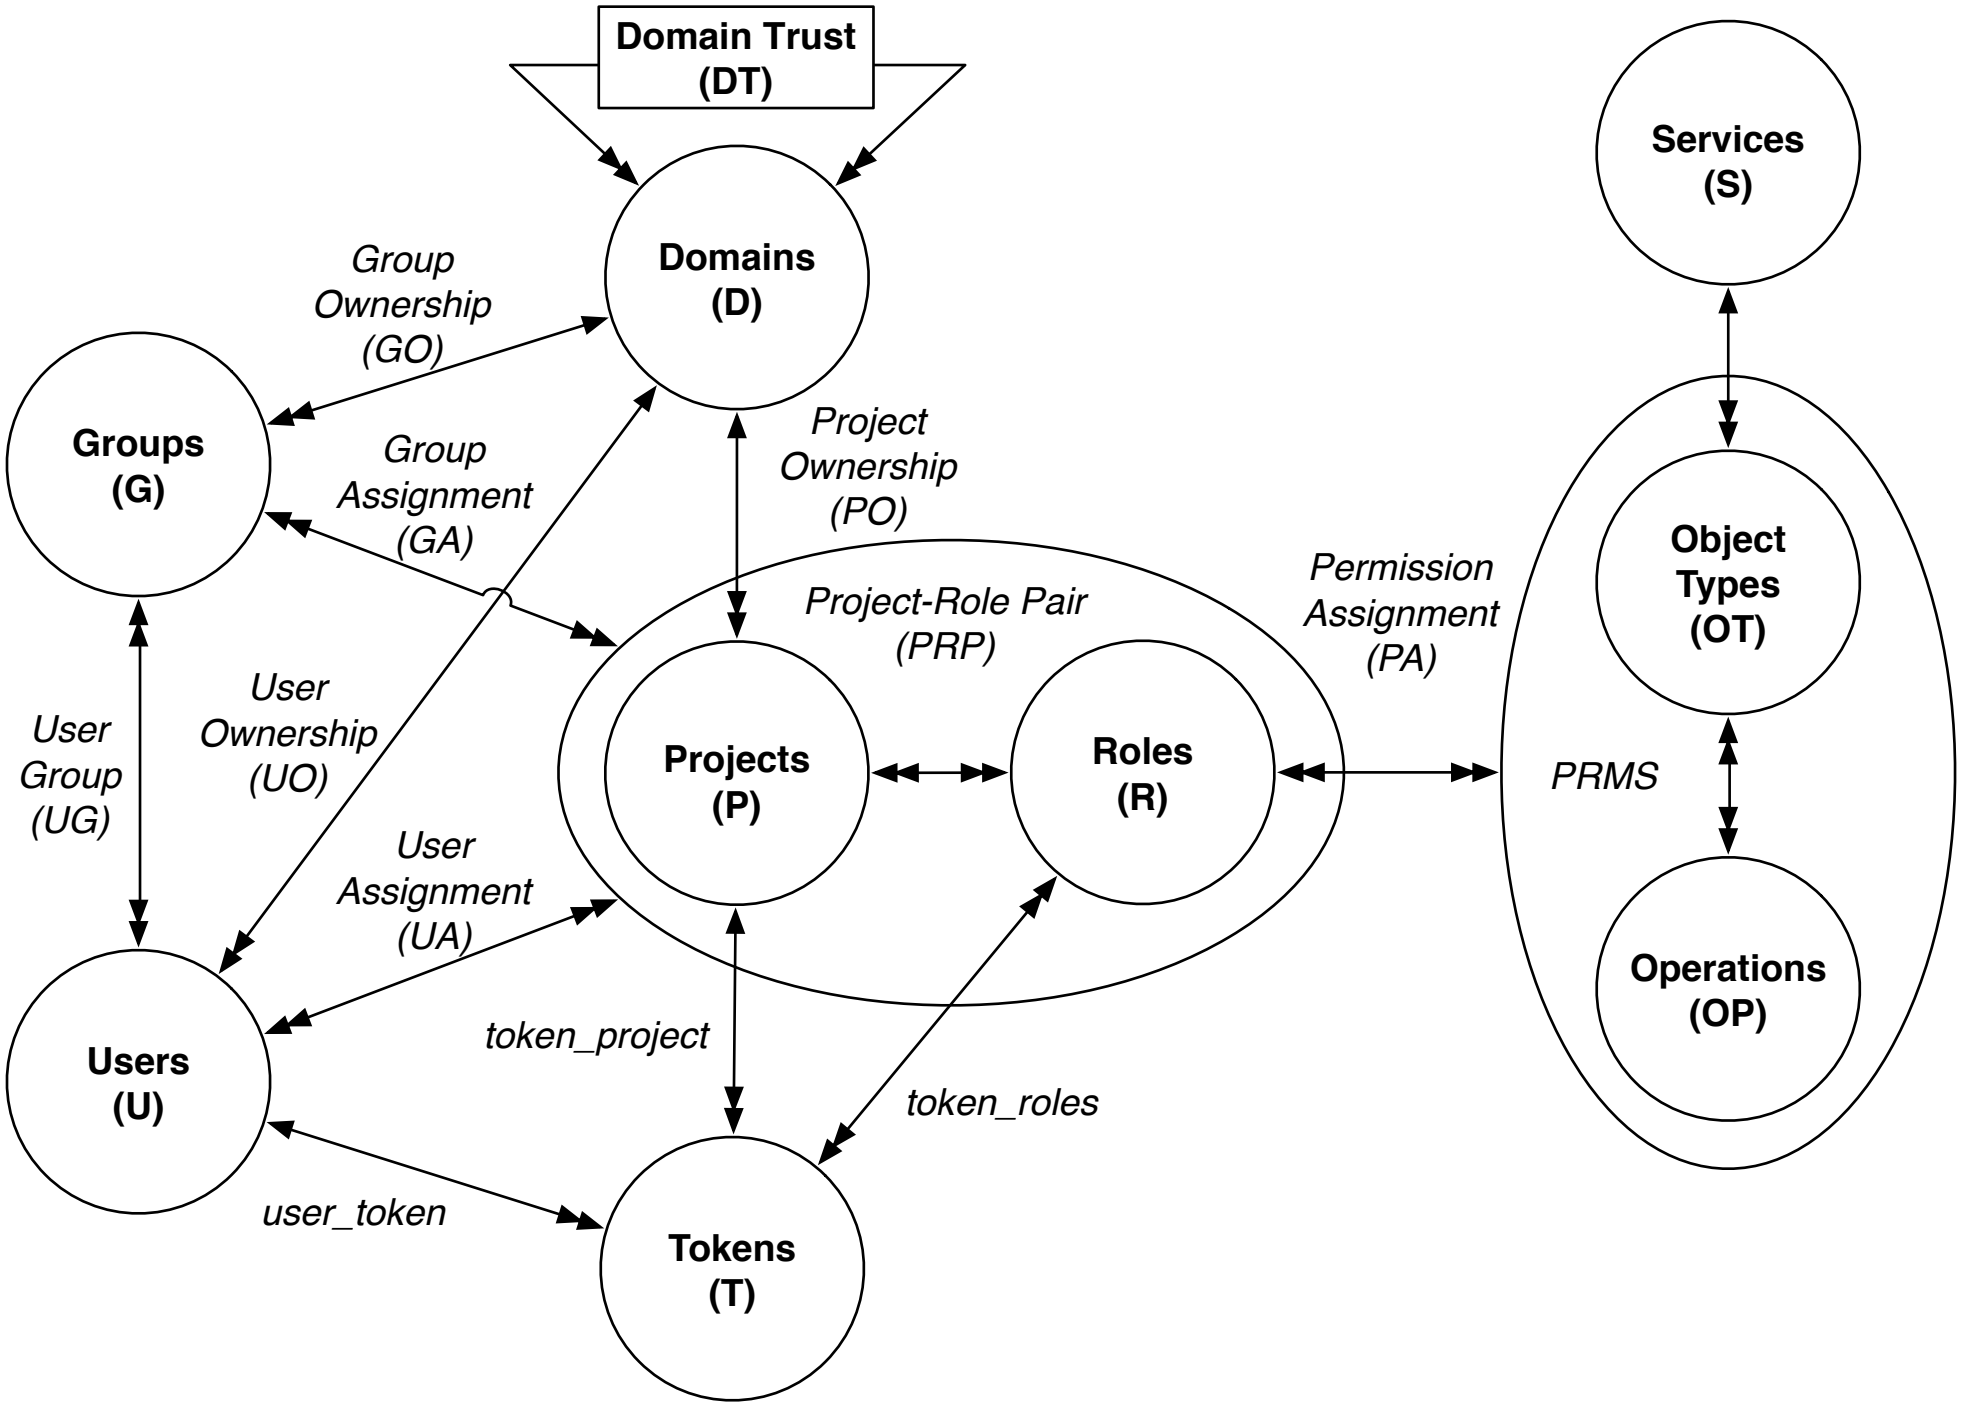 Domain Trust
(DT)
Services
(S)
Domains
(D)
Group
Ownership
(GO)
Groups
(G)
Group
Assignment
(GA)
Project
Ownership
(PO)
Object
Types
(OT)
Permission
Assignment
(PA)
Project-Role Pair
(PRP)
User
Ownership
(UO)
User
Group
(UG)
Projects
(P)
Roles
(R)
PRMS
User
Assignment
(UA)
Operations
(OP)
token_project
Users
(U)
token_roles
user_token
Tokens
(T)